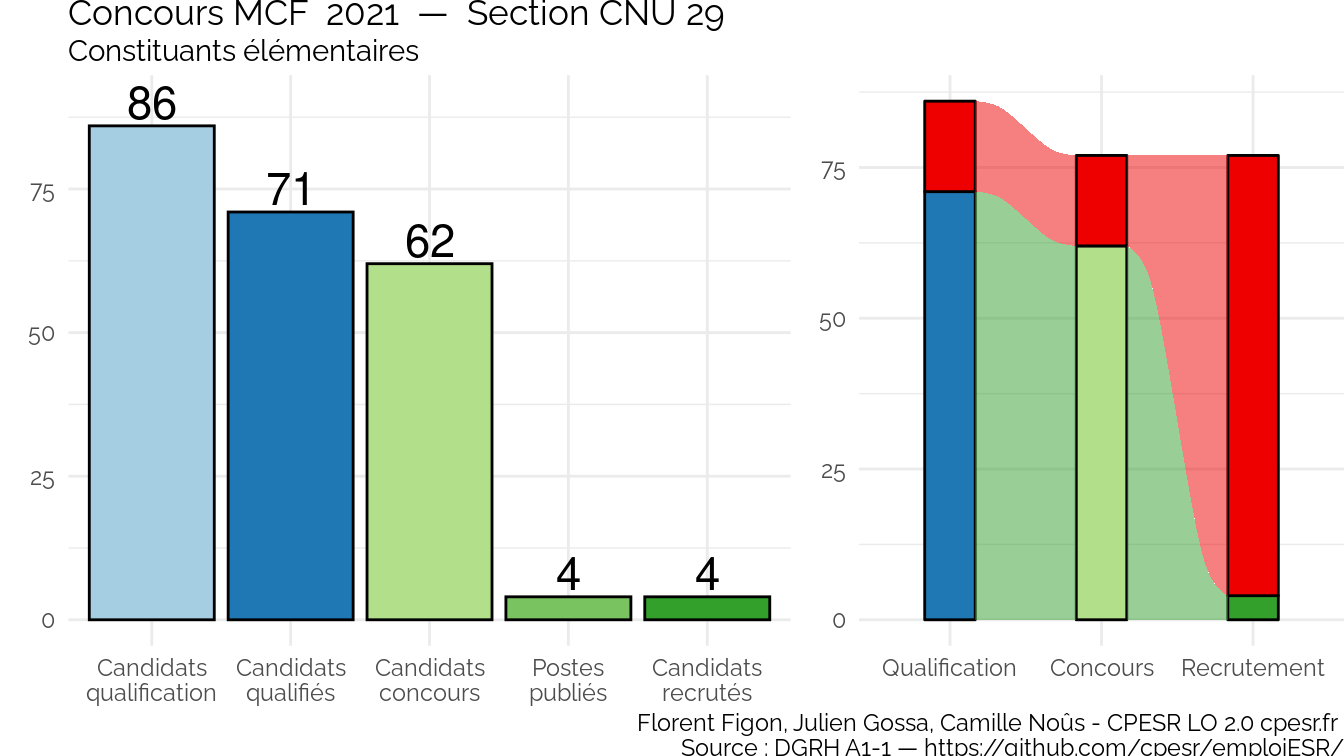 Concours MCF 2021 — Section CNU 29
Constituants élémentaires
86
71
62
4
4
75
50
25
0
Candidats
qualification
Candidats
qualifiés
Candidats
concours
Postes
publiés
Candidats
recrutés
75
50
25
0
Qualification
Concours
Recrutement
Florent Figon, Julien Gossa, Camille Noûs - CPESR LO 2.0 cpesr.fr
Source : DGRH A1-1 — https://github.com/cpesr/emploiESR/